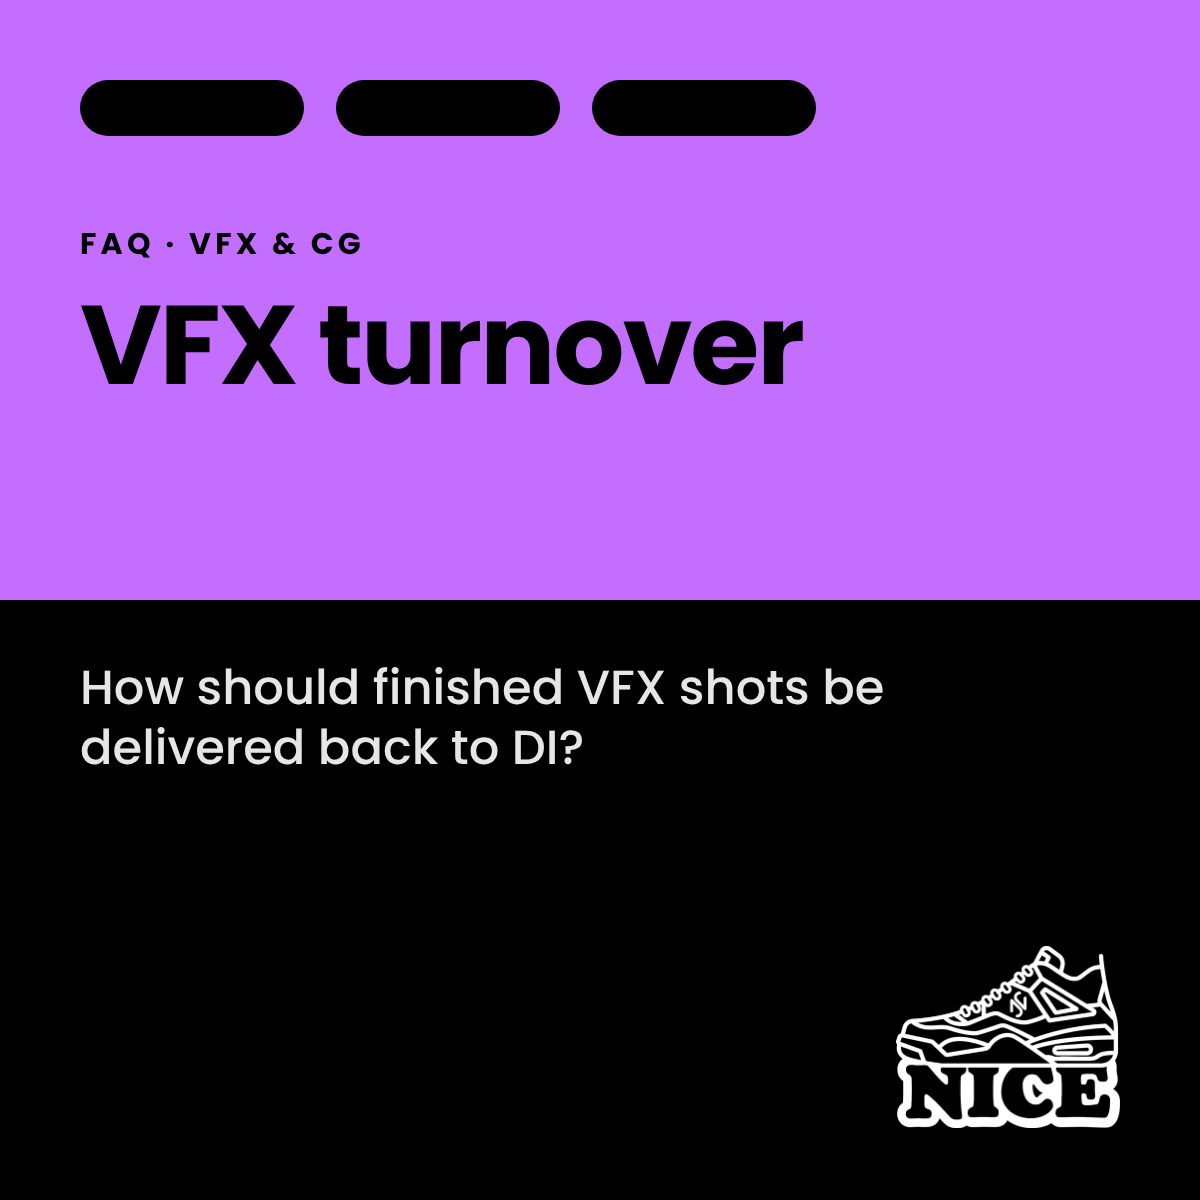 FAQ · VFX & CG
VFX turnover
How should finished VFX shots be
delivered back to DI?
NICE